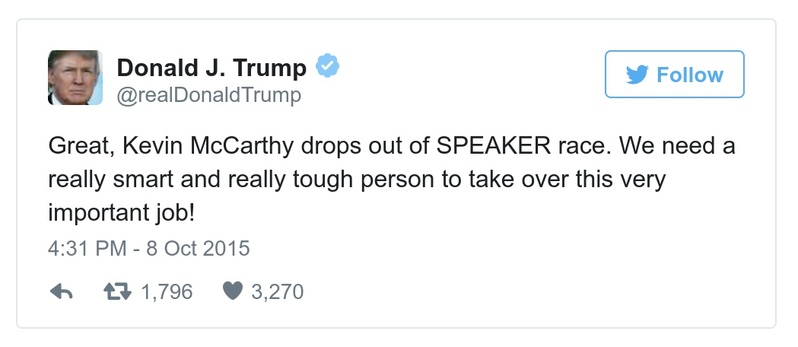 Donald J. Trump
@realDonaldTrump
Follow
Great, Kevin McCarthy drops out of SPEAKER race. We need a
really smart and really tough person to take over this very
important job!
4:31 PM - 8 Oct 2015
1,796 3,270